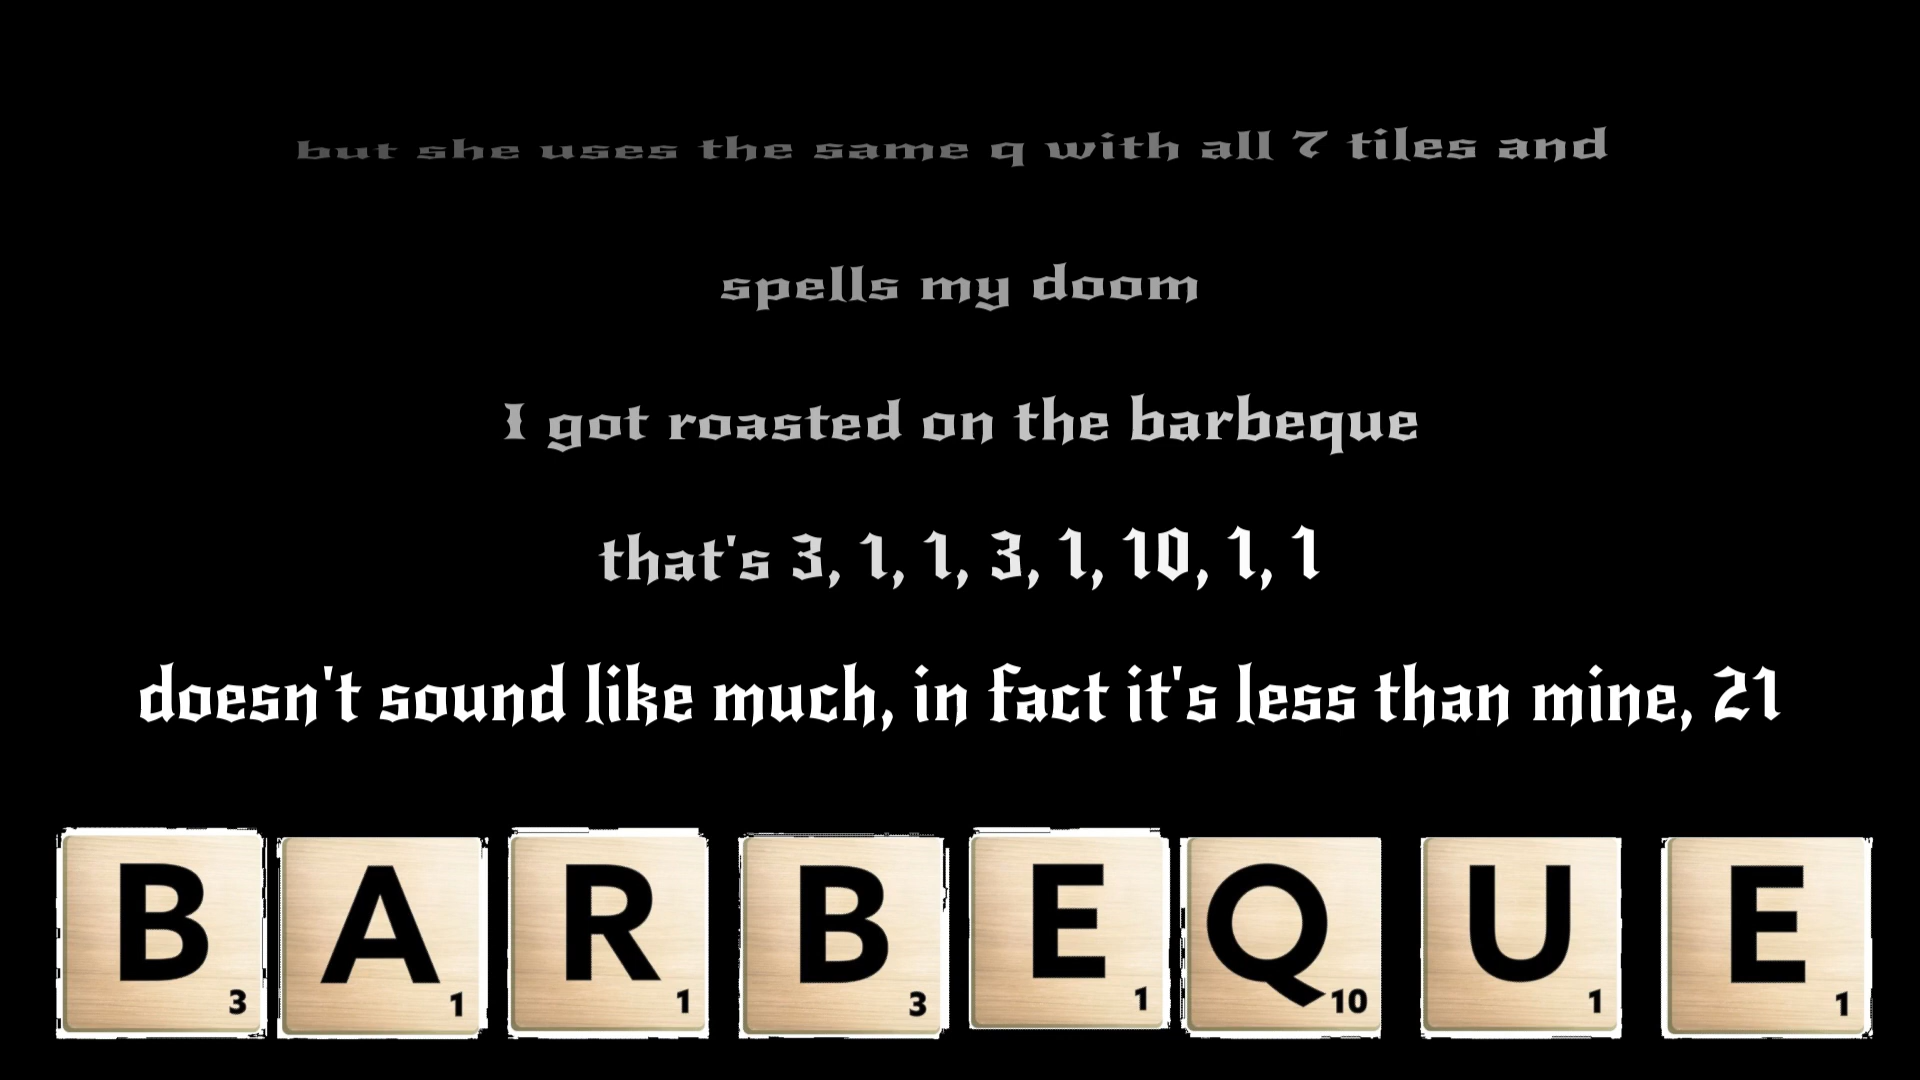 but she uses the same q with all 7 tiles and
spells my doom
I got roasted on the barbeque
that's 3, 1, 1, 3, 1, 10, 1, 1
doesn't sound like much, in fact it's less than mine, 21
B 3 A 1 R 1 B 3 E 1 Q 10 U 1 E 1